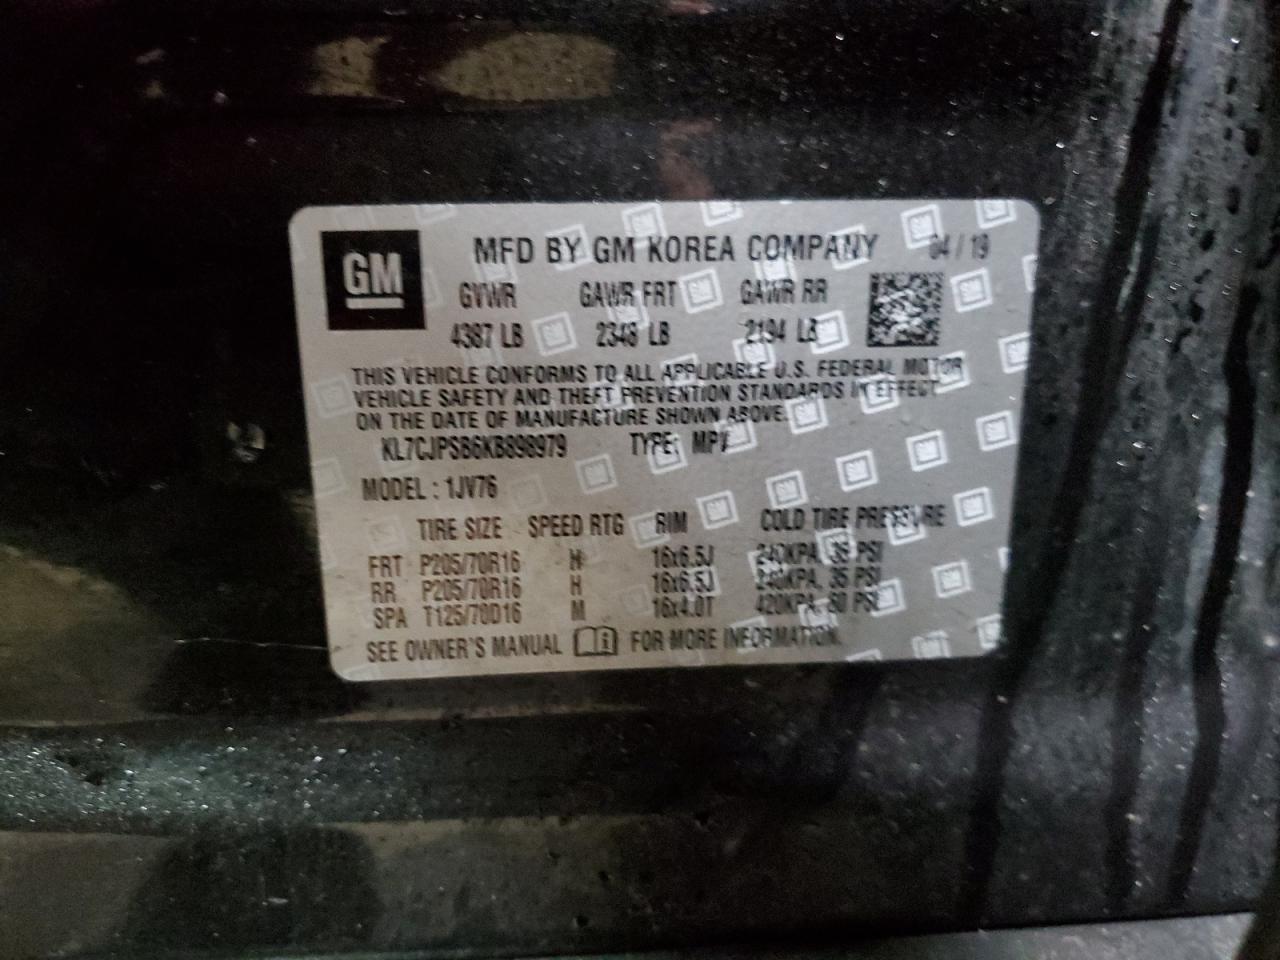 GM
MFD BY GM KOREA COMPANY 04 / 19
GVWR GAWR FRT GAWR RR
4387 LB 2348 LB 2194 LB
THIS VEHICLE CONFORMS TO ALL APPLICABLE U.S. FEDERAL MOTOR
VEHICLE SAFETY AND THEFT PREVENTION STANDARDS IN EFFECT
ON THE DATE OF MANUFACTURE SHOWN ABOVE.
KL7CJPSB6KB898979 TYPE: MPV
MODEL : 1JV76
TIRE SIZE SPEED RTG RIM COLD TIRE PRESSURE
FRT P205/70R16 H 16x6.5J 240KPA, 35 PSI
RR P205/70R16 H 16x6.5J 240KPA, 35 PSI
SPA T125/70D16 M 16x4.0T 420KPA, 60 PSI
SEE OWNER'S MANUAL FOR MORE INFORMATION.